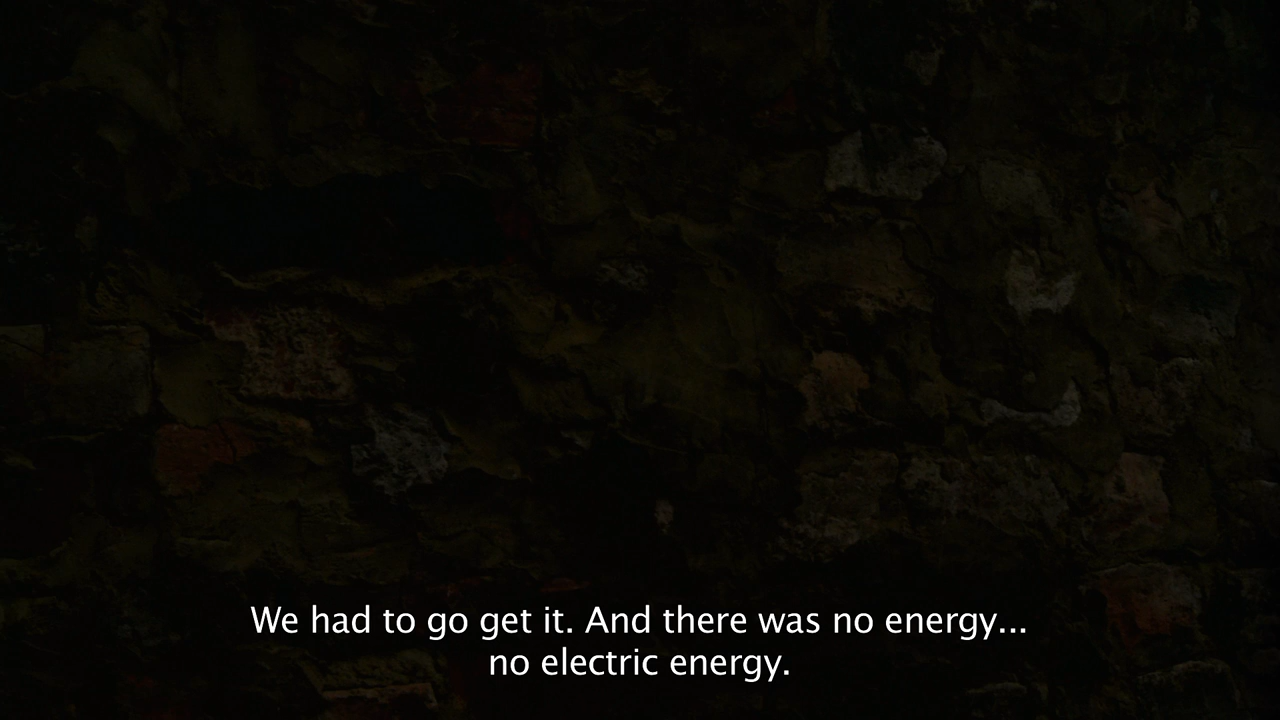 We had to go get it. And there was no energy...
no electric energy.